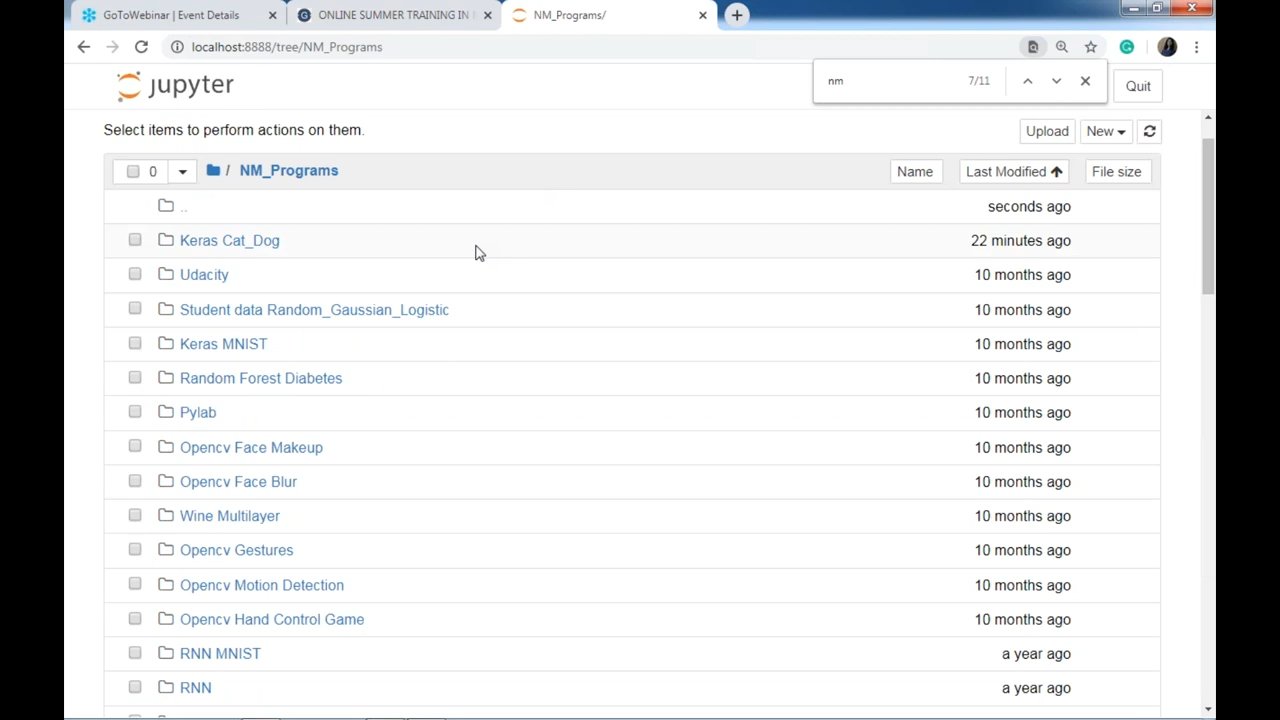 GoToWebinar | Event Details
ONLINE SUMMER TRAINING IN
NM_Programs/
localhost:8888/tree/NM_Programs
nm 7/11
jupyter
Quit
Select items to perform actions on them.
Upload New
0 / NM_Programs Name Last Modified File size
.. seconds ago
Keras Cat_Dog 22 minutes ago
Udacity 10 months ago
Student data Random_Gaussian_Logistic 10 months ago
Keras MNIST 10 months ago
Random Forest Diabetes 10 months ago
Pylab 10 months ago
Opencv Face Makeup 10 months ago
Opencv Face Blur 10 months ago
Wine Multilayer 10 months ago
Opencv Gestures 10 months ago
Opencv Motion Detection 10 months ago
Opencv Hand Control Game 10 months ago
RNN MNIST a year ago
RNN a year ago